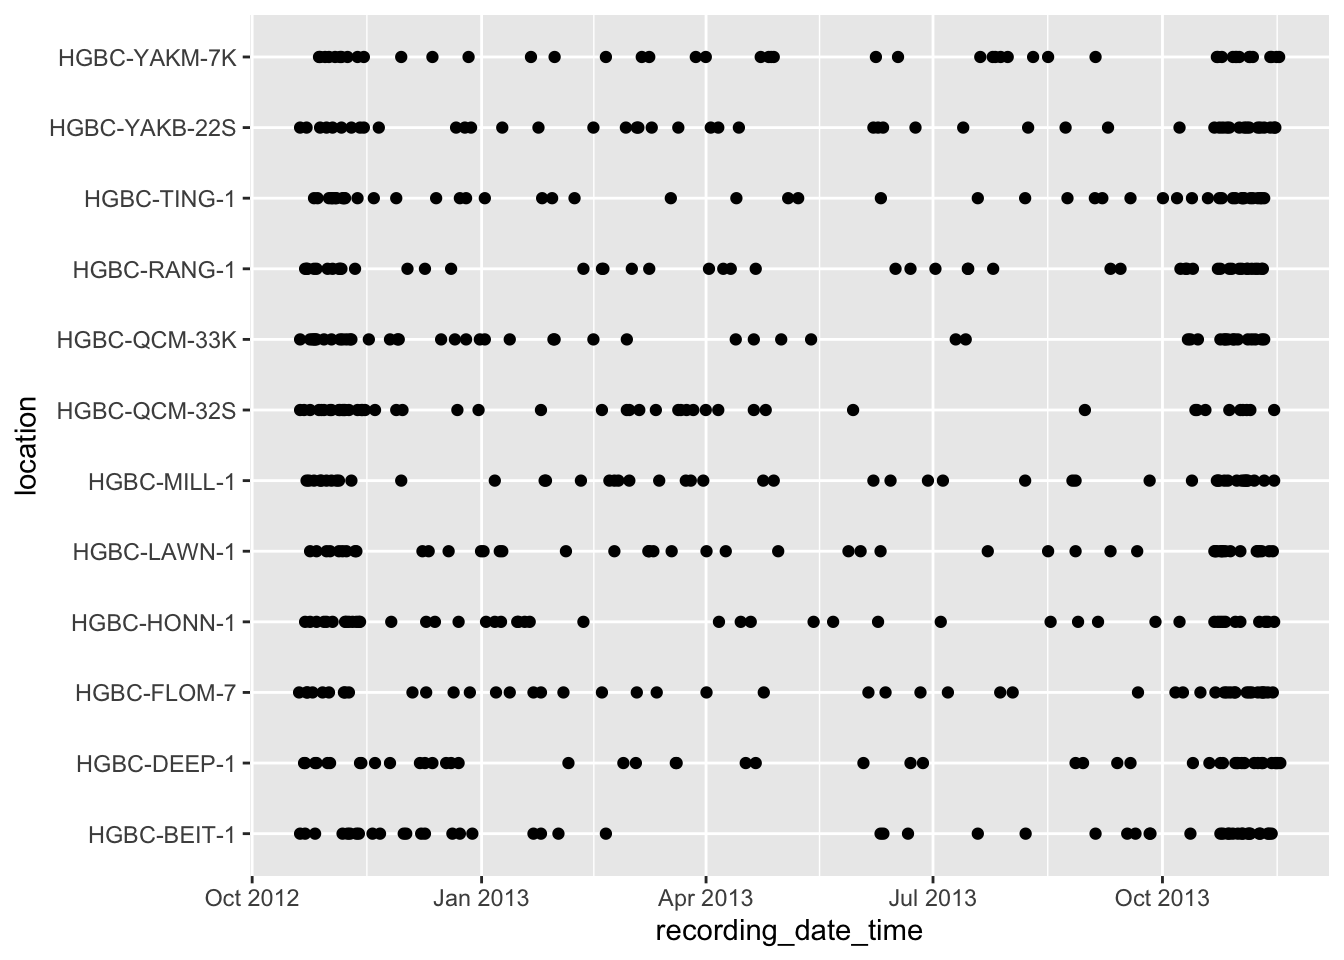 location
HGBC-YAKM-7K
HGBC-YAKB-22S
HGBC-TING-1
HGBC-RANG-1
HGBC-QCM-33K
HGBC-QCM-32S
HGBC-MILL-1
HGBC-LAWN-1
HGBC-HONN-1
HGBC-FLOM-7
HGBC-DEEP-1
HGBC-BEIT-1
Oct 2012 Jan 2013 Apr 2013 Jul 2013 Oct 2013
recording_date_time